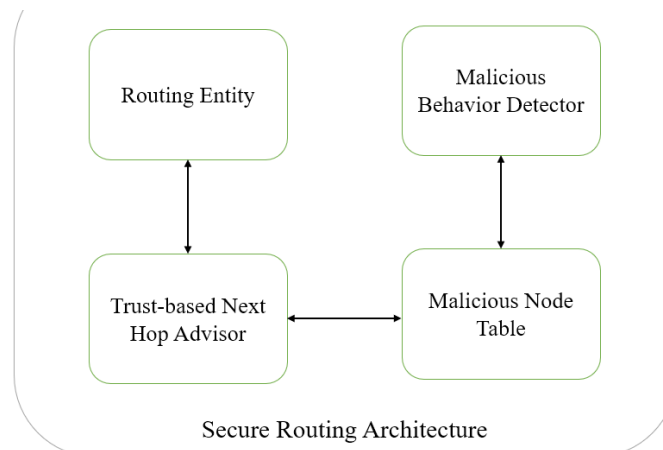 Routing Entity
Malicious
Behavior Detector
Trust-based Next
Hop Advisor
Malicious Node
Table
Secure Routing Architecture